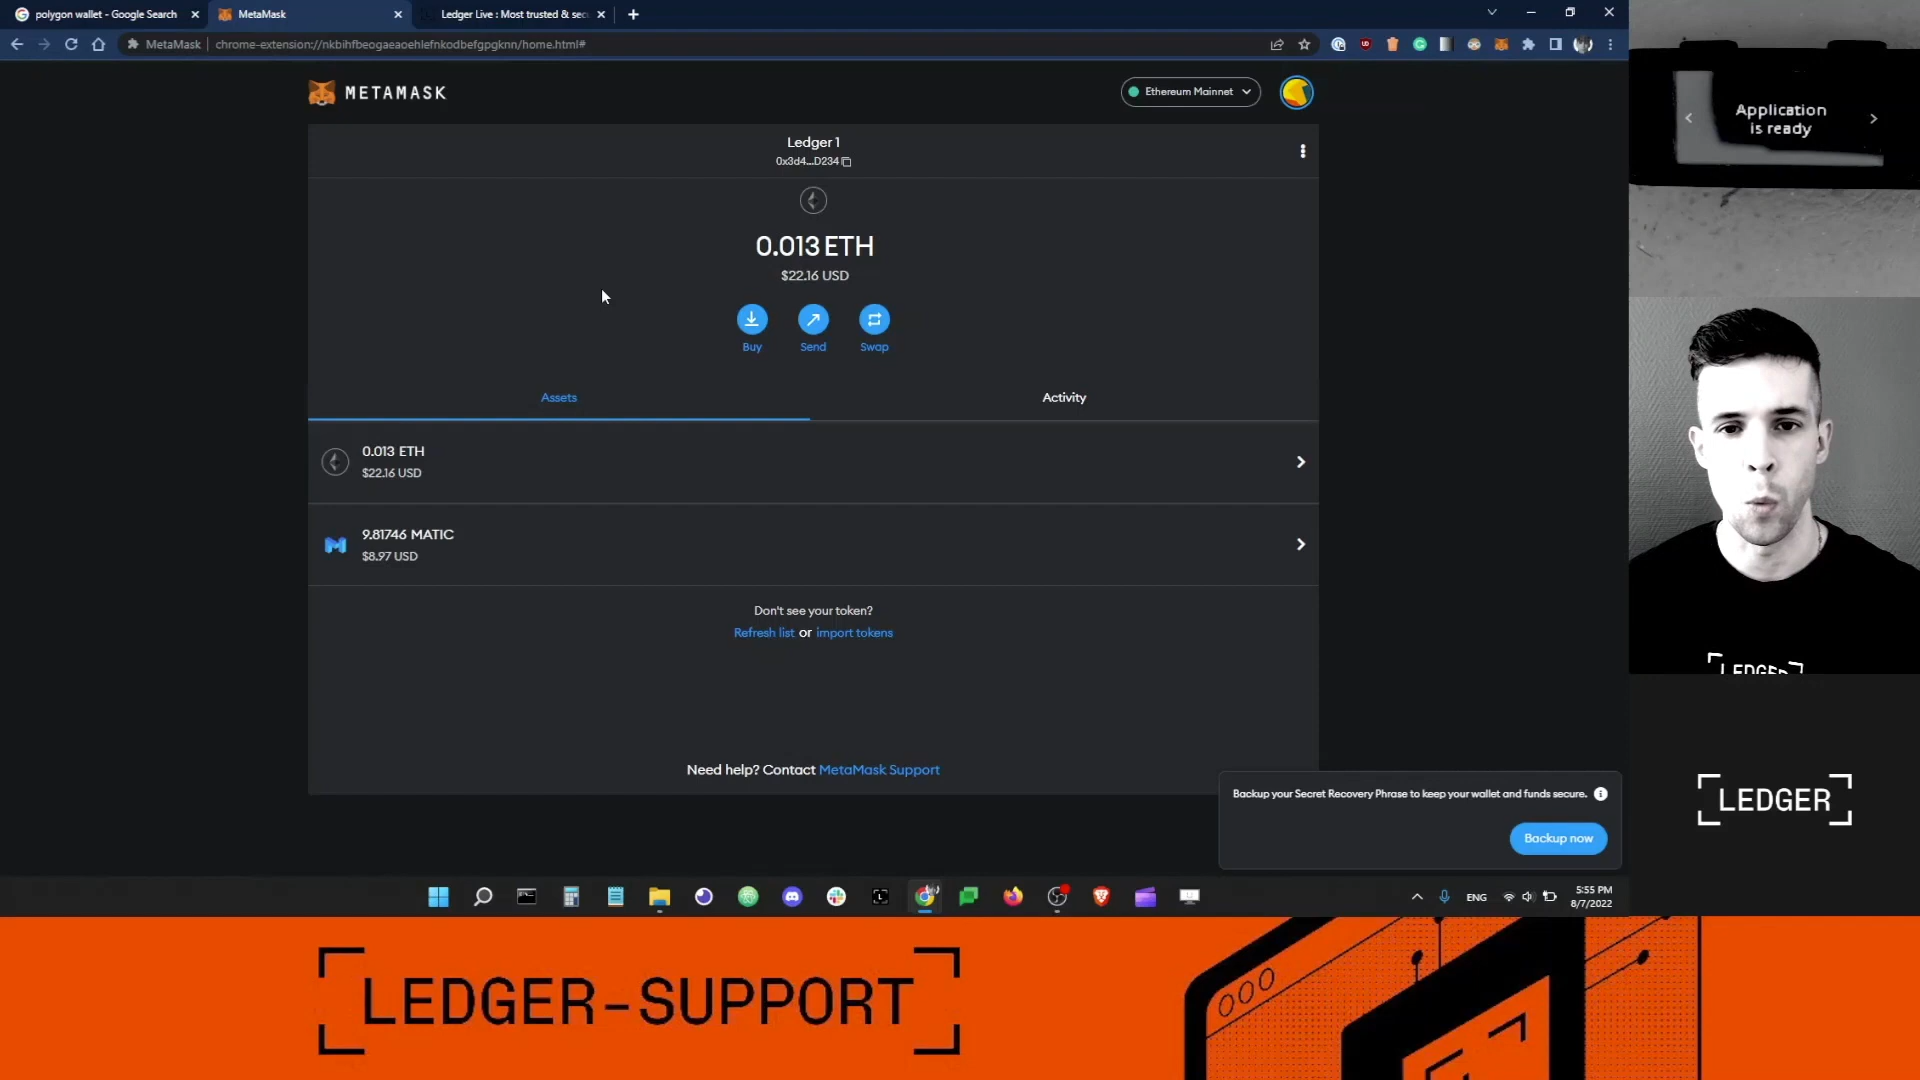 polygon wallet - Google Search
MetaMask
Ledger Live : Most trusted & sec
MetaMask
chrome-extension://nkbihfbeogaeaoehlefnkodbefgpgknn/home.html#
METAMASK
Ethereum Mainnet
Application
is ready
Ledger 1
0x3d4...D234
0.013 ETH
$22.16 USD
Buy
Send
Swap
Assets
Activity
0.013 ETH
$22.16 USD
9.81746 MATIC
$8.97 USD
Don't see your token?
Refresh list or import tokens
Need help? Contact MetaMask Support
Backup your Secret Recovery Phrase to keep your wallet and funds secure.
Backup now
LEDGER
LEDGER
ENG
5:55 PM
8/7/2022
LEDGER-SUPPORT